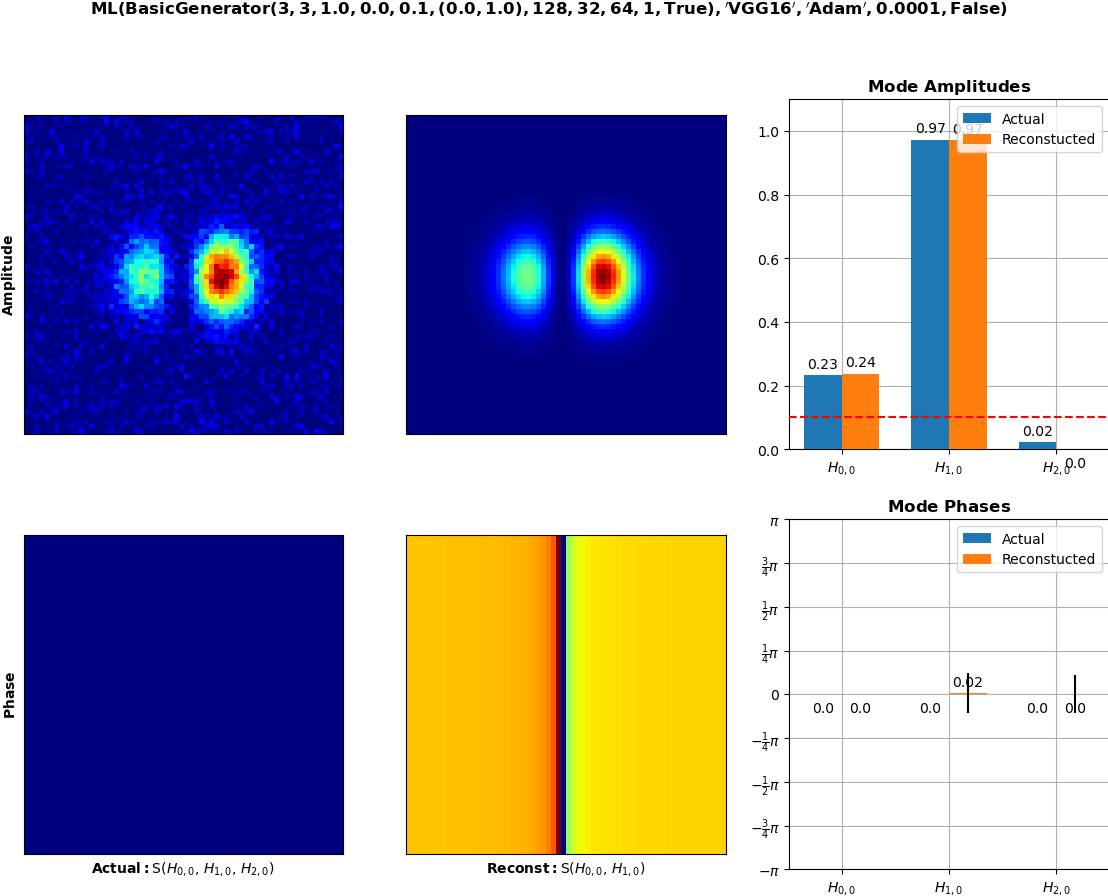 ML(BasicGenerator(3, 3, 1.0, 0.0, 0.1, (0.0, 1.0), 128, 32, 64, 1, True), ′VGG16′, ′Adam′, 0.0001, False)
Amplitude
Mode Amplitudes
Actual
Reconstucted
1.0
0.8
0.6
0.4
0.2
0.0
0.97 0.97
0.23 0.24
0.02 0.0
H0,0 H1,0 H2,0
Phase
Actual: S(H0,0, H1,0, H2,0)
Reconst: S(H0,0, H1,0)
Mode Phases
Actual
Reconstucted
π
3/4π
1/2π
1/4π
0
−1/4π
−1/2π
−3/4π
−π
0.0 0.0 0.0 0.02 0.0 0.0
H0,0 H1,0 H2,0